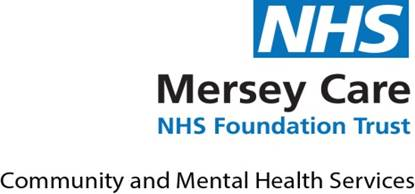 NHS
Mersey Care
NHS Foundation Trust
Community and Mental Health Services